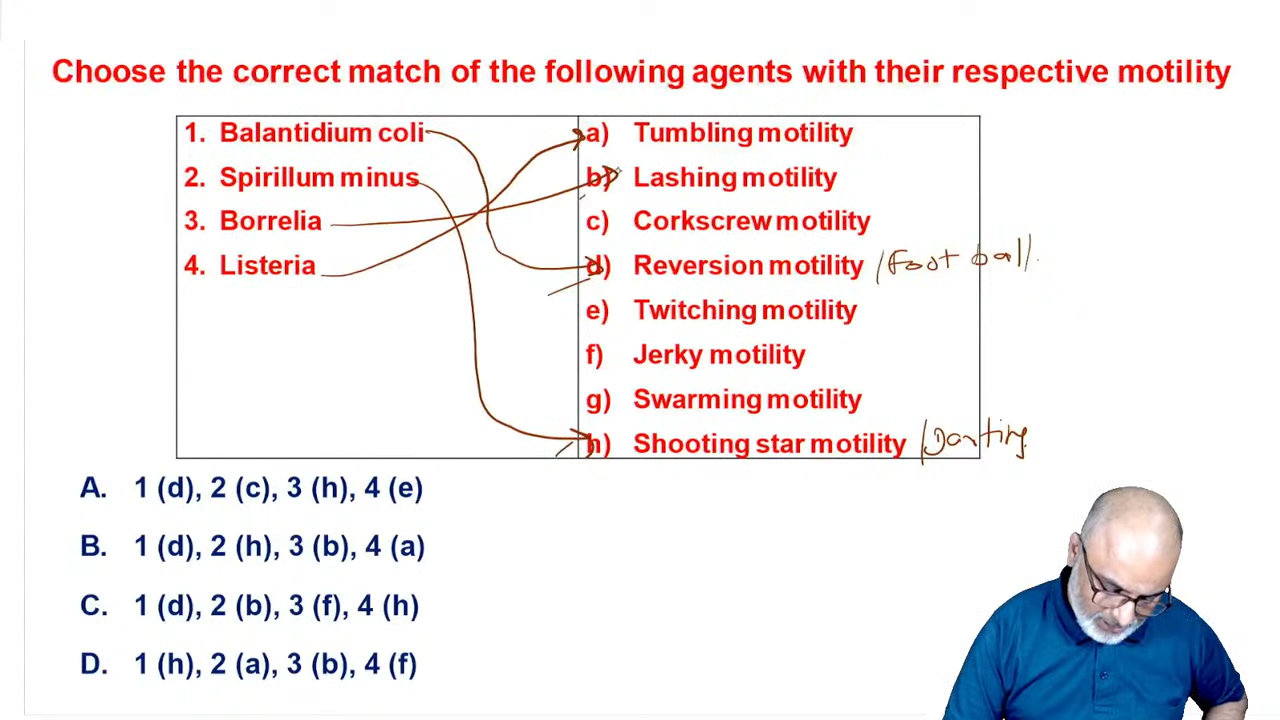 Choose the correct match of the following agents with their respective motility
1. Balantidium coli
2. Spirillum minus
3. Borrelia
4. Listeria
a) Tumbling motility
b) Lashing motility
c) Corkscrew motility
d) Reversion motility /Foot ball.
e) Twitching motility
f) Jerky motility
g) Swarming motility
h) Shooting star motility /Darting
A. 1 (d), 2 (c), 3 (h), 4 (e)
B. 1 (d), 2 (h), 3 (b), 4 (a)
C. 1 (d), 2 (b), 3 (f), 4 (h)
D. 1 (h), 2 (a), 3 (b), 4 (f)